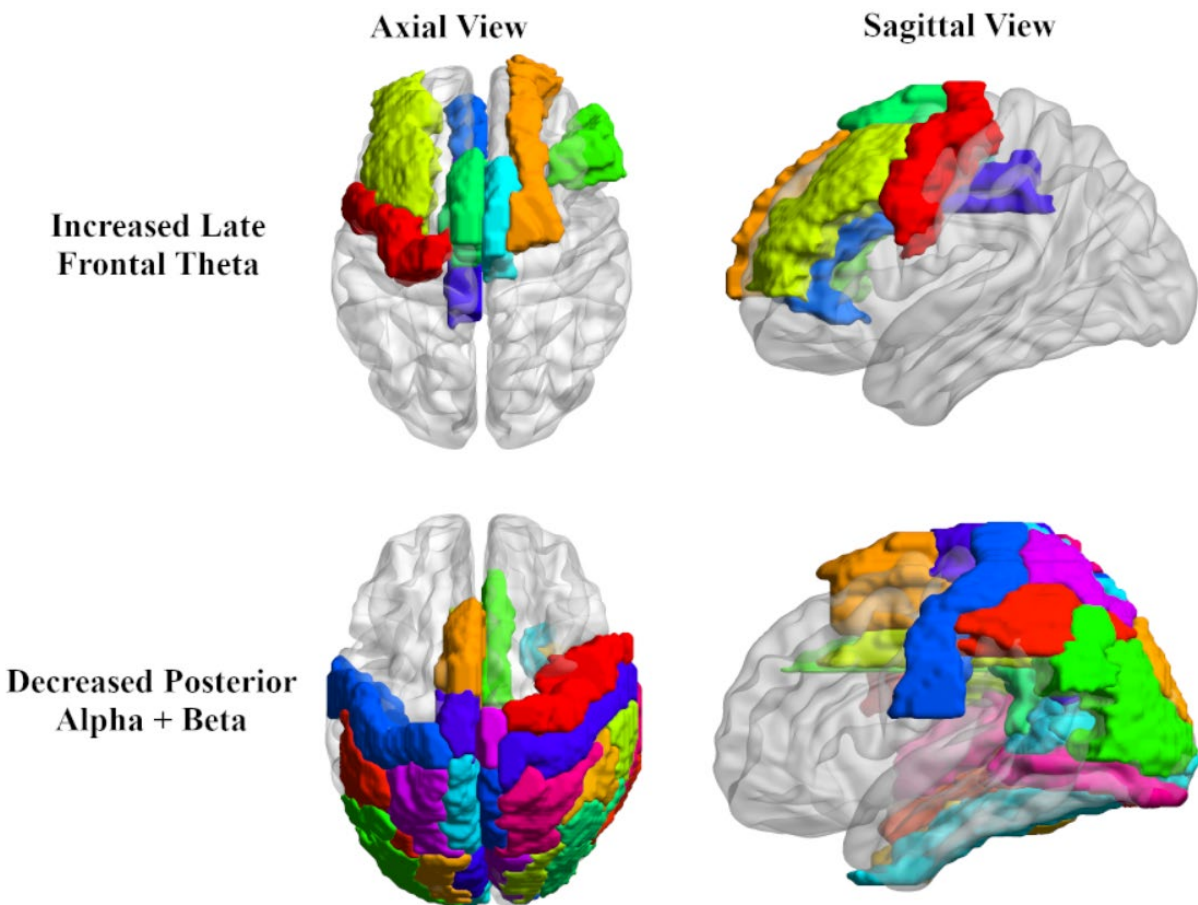 Axial View
Sagittal View
Increased Late
Frontal Theta
Decreased Posterior
Alpha + Beta